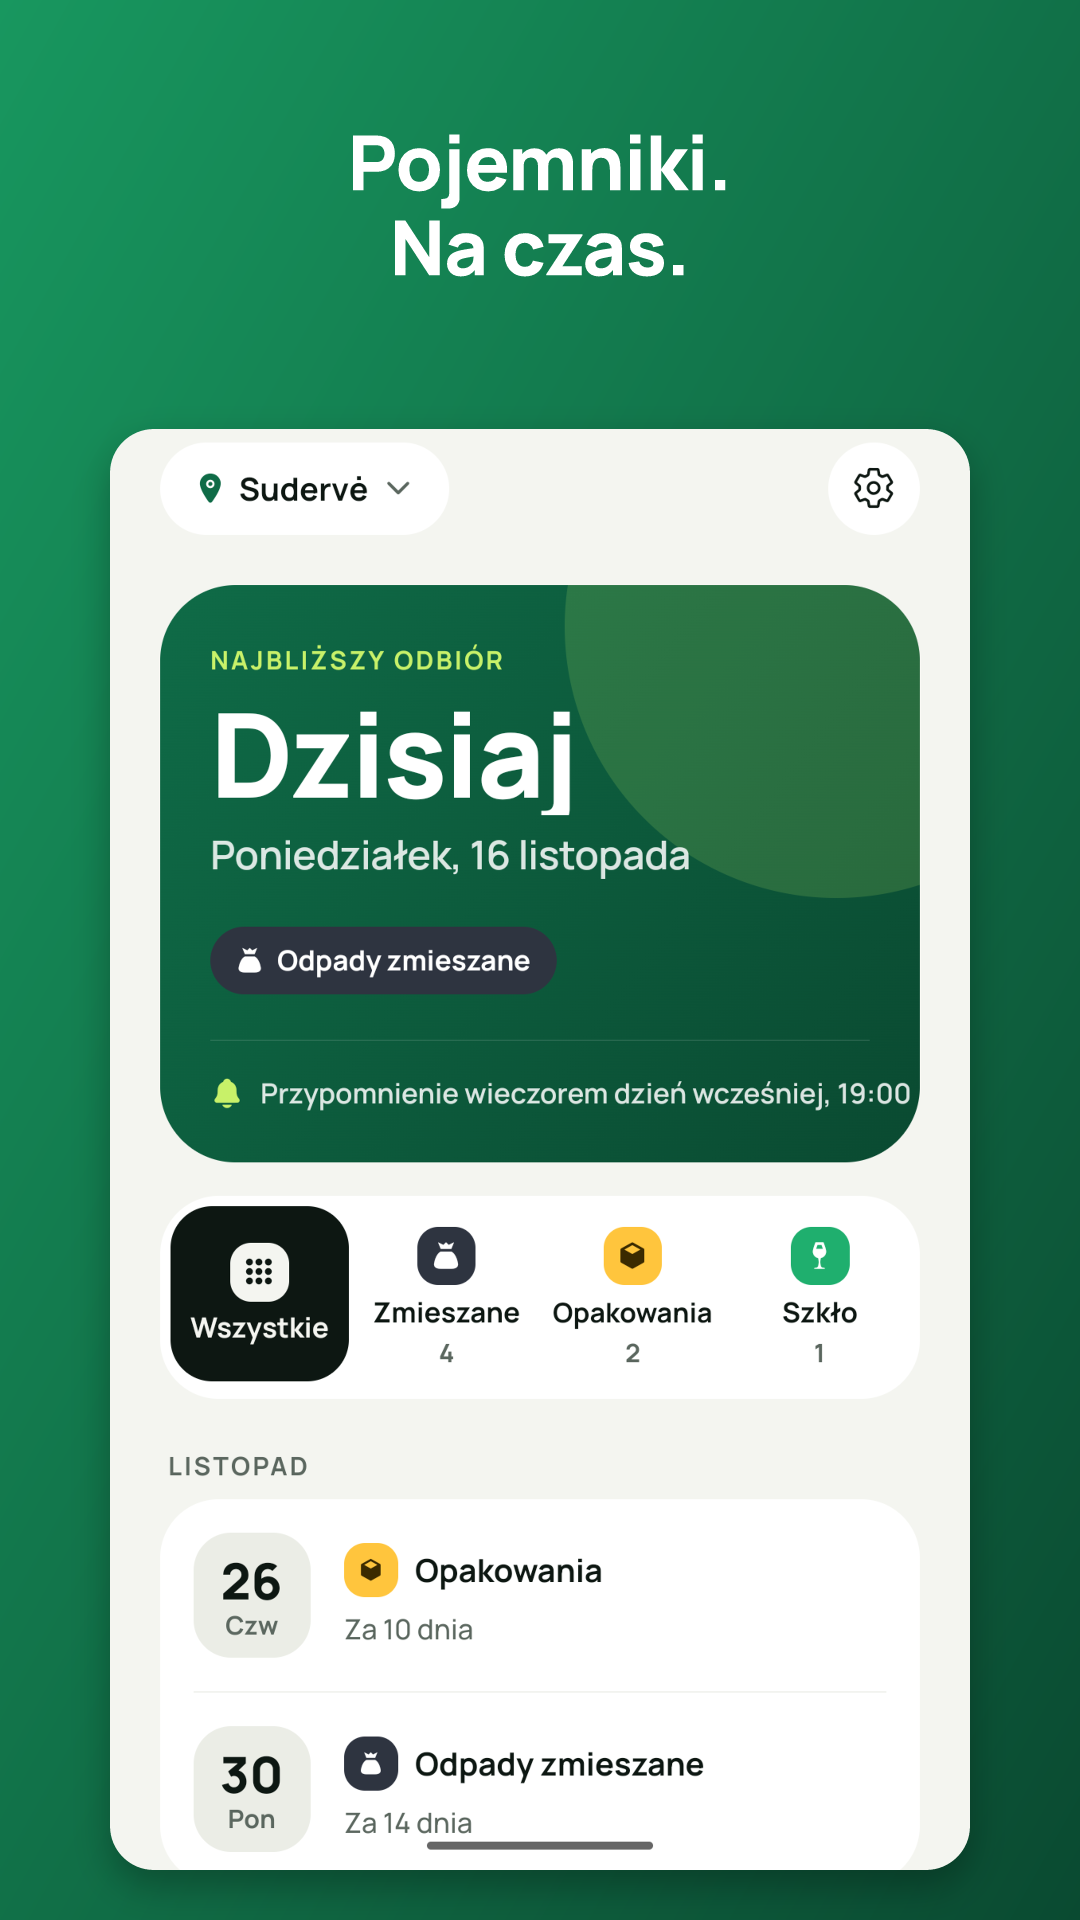 Pojemniki.
Na czas.
Sudervė
NAJBLIŻSZY ODBIÓR
Dzisiaj
Poniedziałek, 16 listopada
Odpady zmieszane
Przypomnienie wieczorem dzień wcześniej, 19:00
Wszystkie
Zmieszane
4
Opakowania
2
Szkło
1
LISTOPAD
26
Czw
Opakowania
Za 10 dnia
30
Pon
Odpady zmieszane
Za 14 dnia